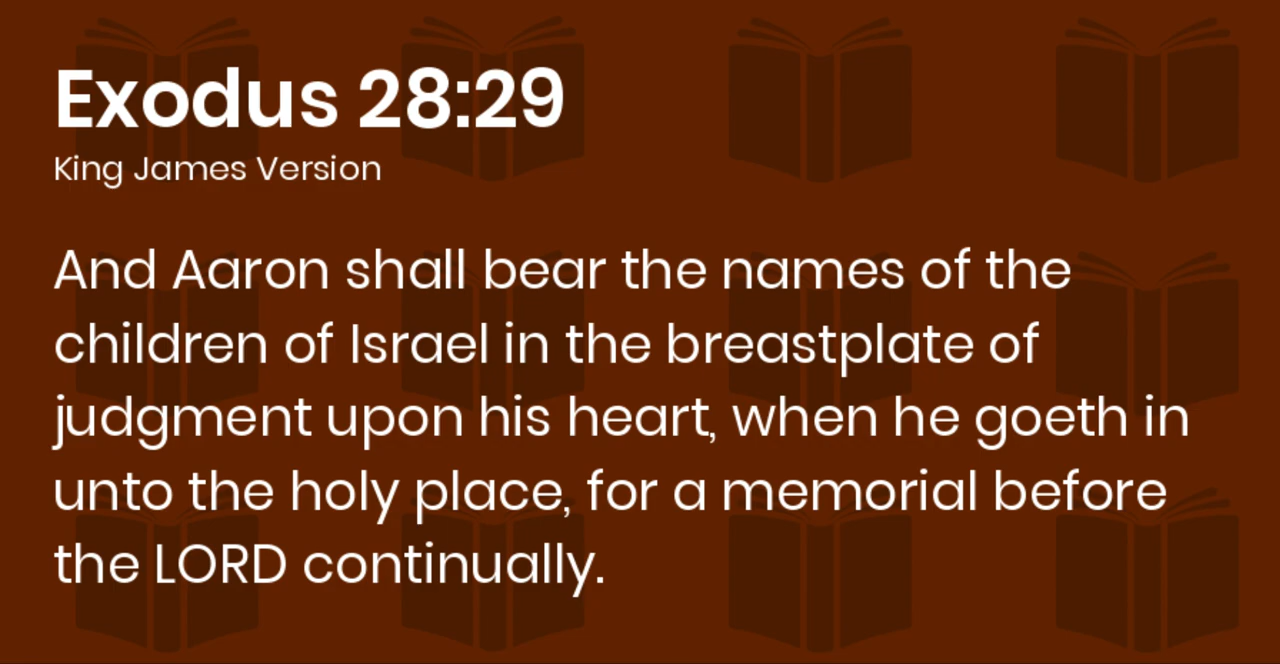 Exodus 28:29
King James Version
And Aaron shall bear the names of the
children of Israel in the breastplate of
judgment upon his heart, when he goeth in
unto the holy place, for a memorial before
the LORD continually.